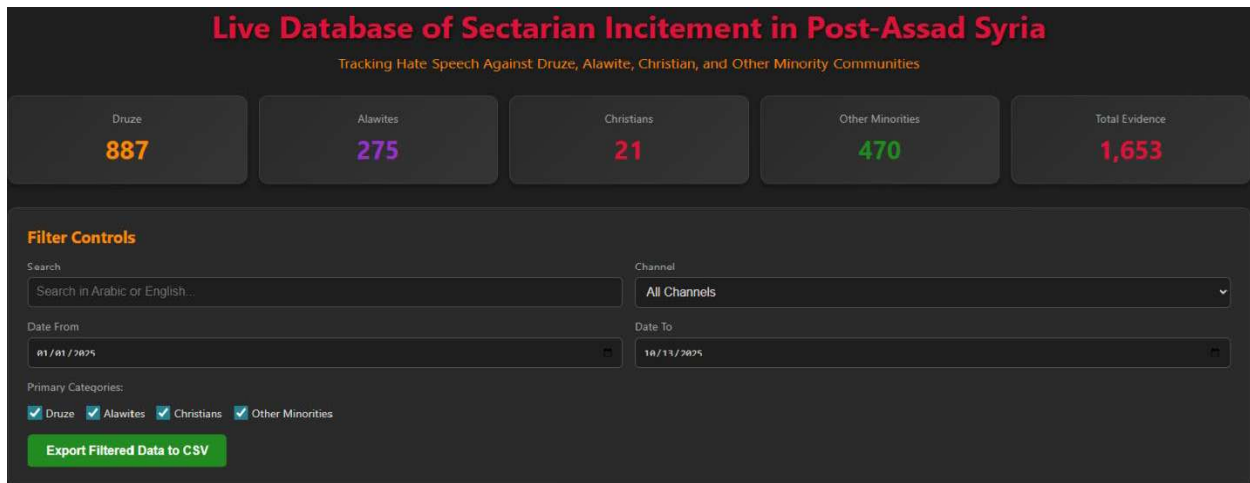 Live Database of Sectarian Incitement in Post-Assad Syria
Tracking Hate Speech Against Druze, Alawite, Christian, and Other Minority Communities
Druze
887
Alawites
275
Christians
21
Other Minorities
470
Total Evidence
1,653
Filter Controls
Search
Search in Arabic or English...
Channel
All Channels
Date From
01/01/2025
Date To
10/13/2025
Primary Categories:
Druze Alawites Christians Other Minorities
Export Filtered Data to CSV